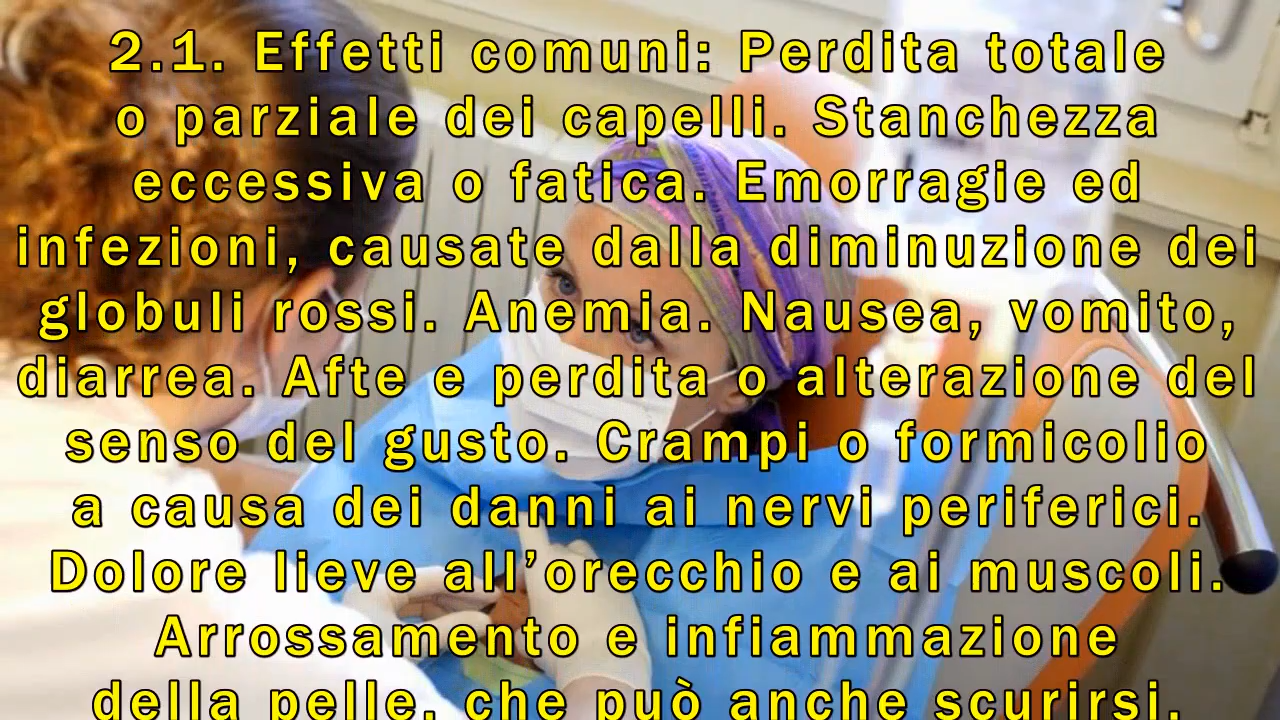 2.1. Effetti comuni: Perdita totale
o parziale dei capelli. Stanchezza
eccessiva o fatica. Emorragie ed
infezioni, causate dalla diminuzione dei
globuli rossi. Anemia. Nausea, vomito,
diarrea. Afte e perdita o alterazione del
senso del gusto. Crampi o formicolio
a causa dei danni ai nervi periferici.
Dolore lieve all’orecchio e ai muscoli.
Arrossamento e infiammazione
della pelle, che può anche scurirsi,